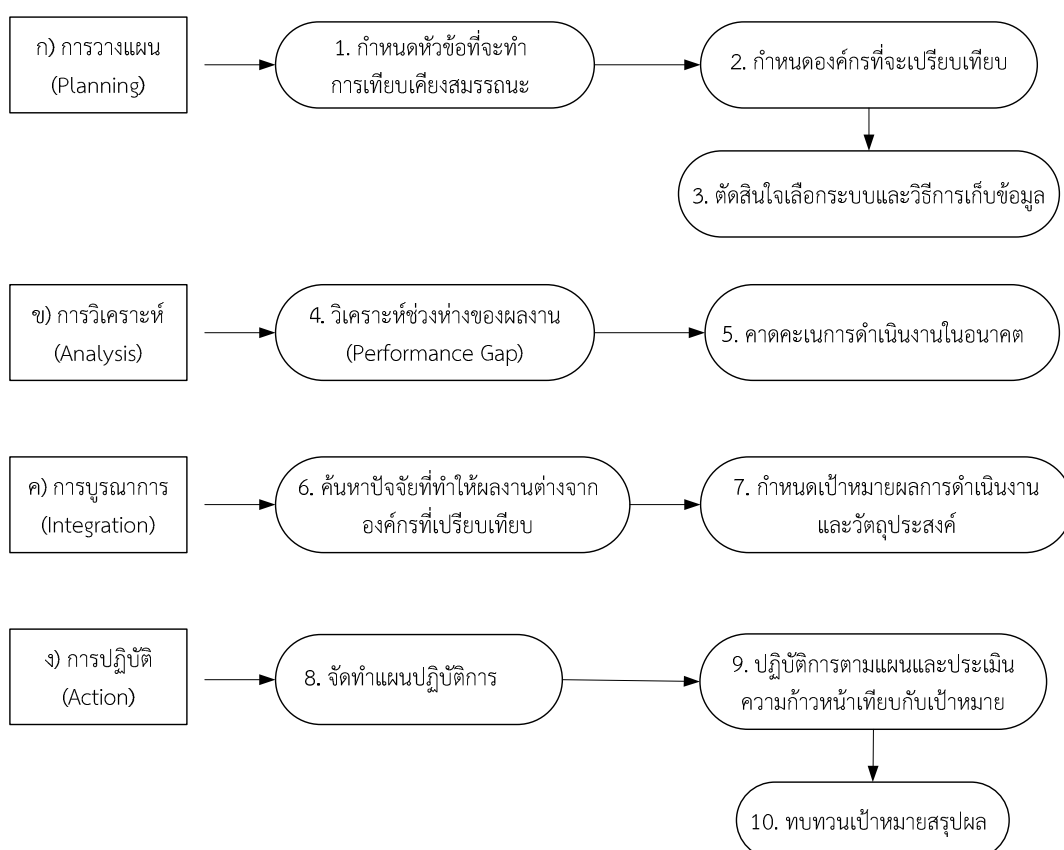 ก) การวางแผน
(Planning)
1. กำหนดหัวข้อที่จะทำ
การเทียบเคียงสมรรถนะ
2. กำหนดองค์กรที่จะเปรียบเทียบ
3. ตัดสินใจเลือกระบบและวิธีการเก็บข้อมูล
ข) การวิเคราะห์
(Analysis)
4. วิเคราะห์ช่วงห่างของผลงาน
(Performance Gap)
5. คาดคะเนการดำเนินงานในอนาคต
ค) การบูรณาการ
(Integration)
6. ค้นหาปัจจัยที่ทำให้ผลงานต่างจาก
องค์กรที่เปรียบเทียบ
7. กำหนดเป้าหมายผลการดำเนินงาน
และวัตถุประสงค์
ง) การปฏิบัติ
(Action)
8. จัดทำแผนปฏิบัติการ
9. ปฏิบัติการตามแผนและประเมิน
ความก้าวหน้าเทียบกับเป้าหมาย
10. ทบทวนเป้าหมายสรุปผล